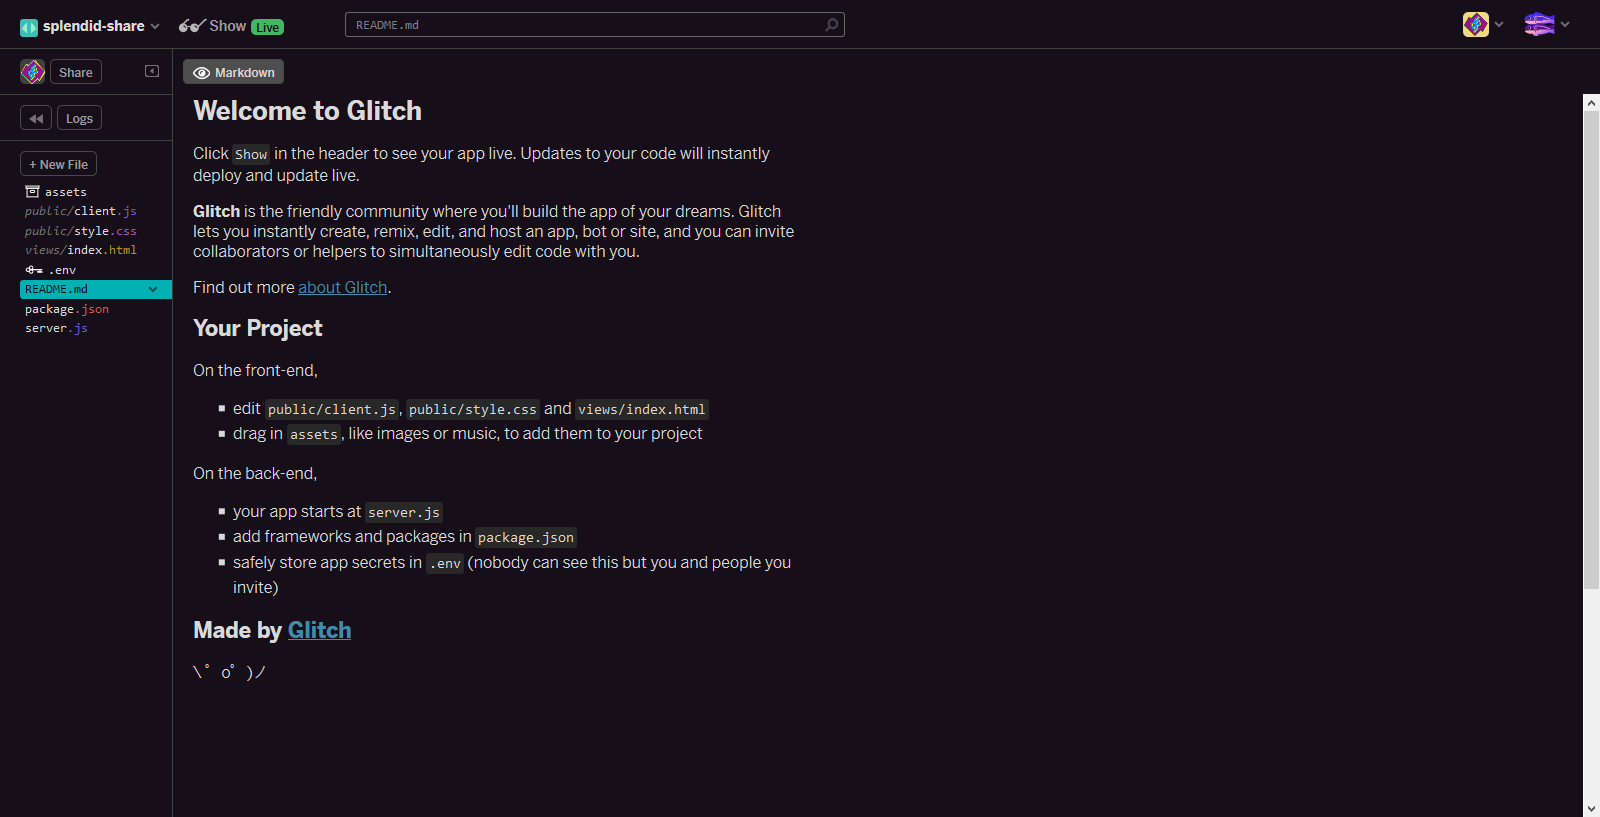 splendid-share
Show Live
README.md
Share
Markdown
Logs
+ New File
assets
public/client.js
public/style.css
views/index.html
.env
README.md
package.json
server.js
Welcome to Glitch
Click Show in the header to see your app live. Updates to your code will instantly
deploy and update live.
Glitch is the friendly community where you'll build the app of your dreams. Glitch
lets you instantly create, remix, edit, and host an app, bot or site, and you can invite
collaborators or helpers to simultaneously edit code with you.
Find out more about Glitch.
Your Project
On the front-end,
edit public/client.js, public/style.css and views/index.html
drag in assets, like images or music, to add them to your project
On the back-end,
your app starts at server.js
add frameworks and packages in package.json
safely store app secrets in .env (nobody can see this but you and people you
invite)
Made by Glitch
\゜o゜)ノ